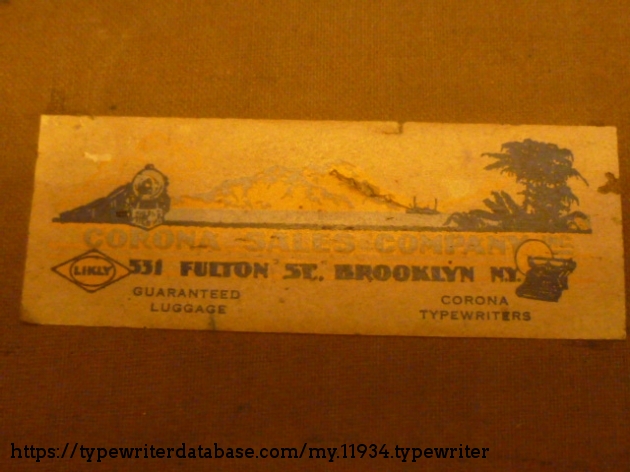 CORONA SALES COMPANY
LIKLY
531 FULTON ST. BROOKLYN N.Y.
GUARANTEED
LUGGAGE
CORONA
TYPEWRITERS
https://typewriterdatabase.com/my.11934.typewriter